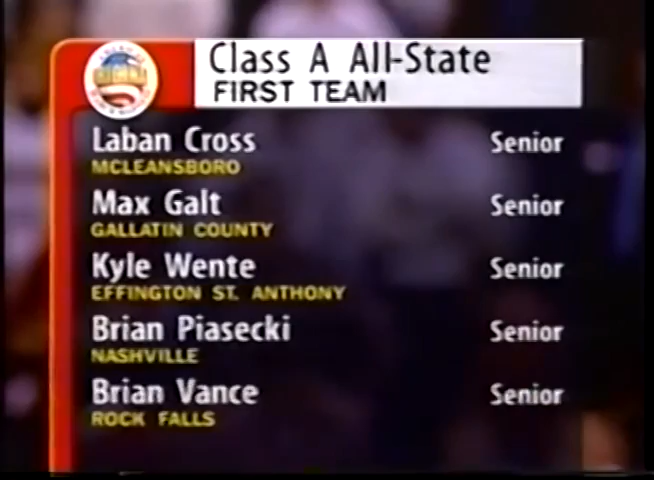 Class A All-State
FIRST TEAM
Laban Cross Senior
MCLEANSBORO
Max Galt Senior
GALLATIN COUNTY
Kyle Wente Senior
EFFINGTON ST. ANTHONY
Brian Piasecki Senior
NASHVILLE
Brian Vance Senior
ROCK FALLS